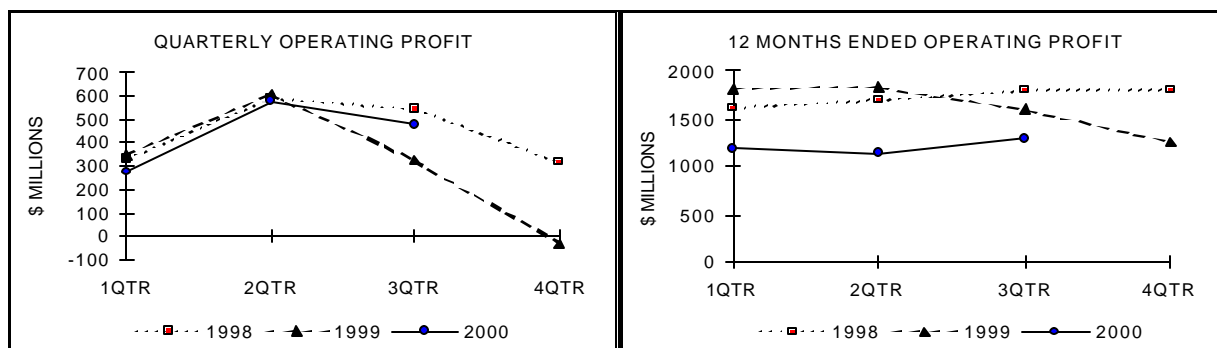 QUARTERLY OPERATING PROFIT
$ MILLIONS
700
600
500
400
300
200
100
0
-100
1QTR 2QTR 3QTR 4QTR
1998 1999 2000
12 MONTHS ENDED OPERATING PROFIT
$ MILLIONS
2000
1500
1000
500
0
1QTR 2QTR 3QTR 4QTR
1998 1999 2000